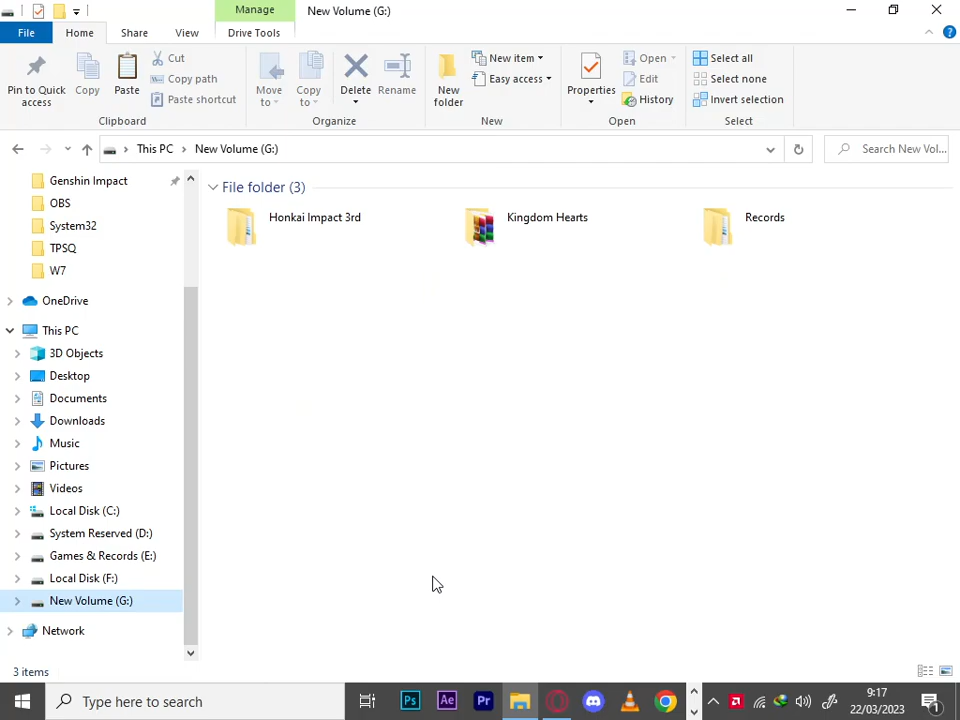 Manage
New Volume (G:)
File
Home
Share
View
Drive Tools
Pin to Quick
access
Copy
Paste
Cut
Copy path
Paste shortcut
Clipboard
Move
to
Copy
to
Delete
Rename
Organize
New
folder
New item
Easy access
New
Properties
Open
Edit
History
Open
Select all
Select none
Invert selection
Select
This PC
New Volume (G:)
Search New Vol...
Genshin Impact
OBS
System32
TPSQ
W7
OneDrive
This PC
3D Objects
Desktop
Documents
Downloads
Music
Pictures
Videos
Local Disk (C:)
System Reserved (D:)
Games & Records (E:)
Local Disk (F:)
New Volume (G:)
Network
File folder (3)
Honkai Impact 3rd
Kingdom Hearts
Records
3 items
Type here to search
Ps
Ae
Pr
9:17
22/03/2023
1